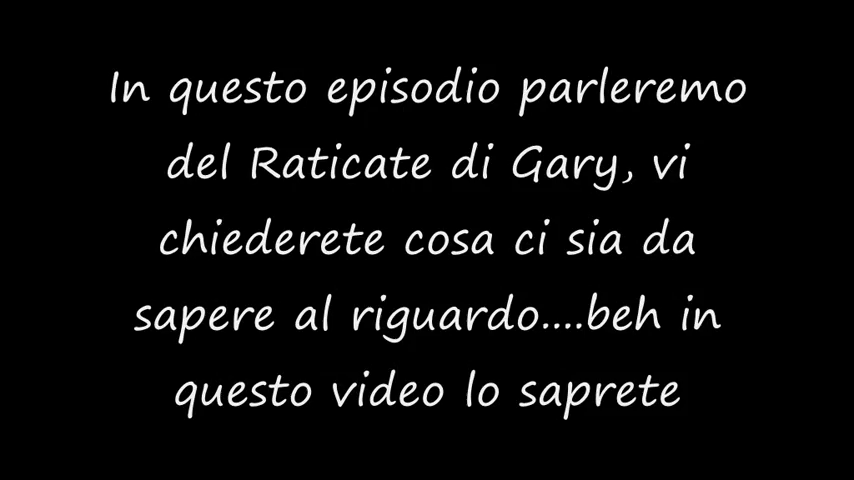 In questo episodio parleremo
del Raticate di Gary, vi
chiederete cosa ci sia da
sapere al riguardo....beh in
questo video lo saprete